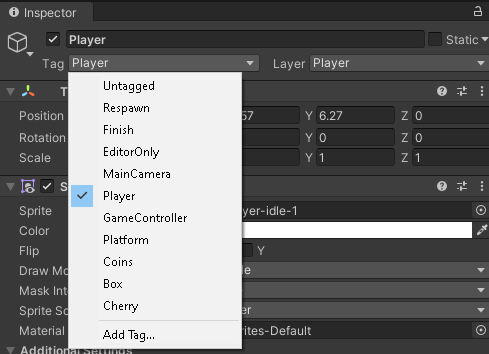 Inspector
Player Static
Tag Player Layer Player
Untagged
Respawn
Finish
EditorOnly
MainCamera
Player
GameController
Platform
Coins
Box
Cherry
Add Tag...
T
Position 57 Y 6.27 Z 0
Rotation Y 0 Z 0
Scale Y 1 Z 1
S
Sprite yer-idle-1
Color
Flip Y
Draw Mo le
Mask Inte
Sprite So er
Material rites-Default
Additional Settings